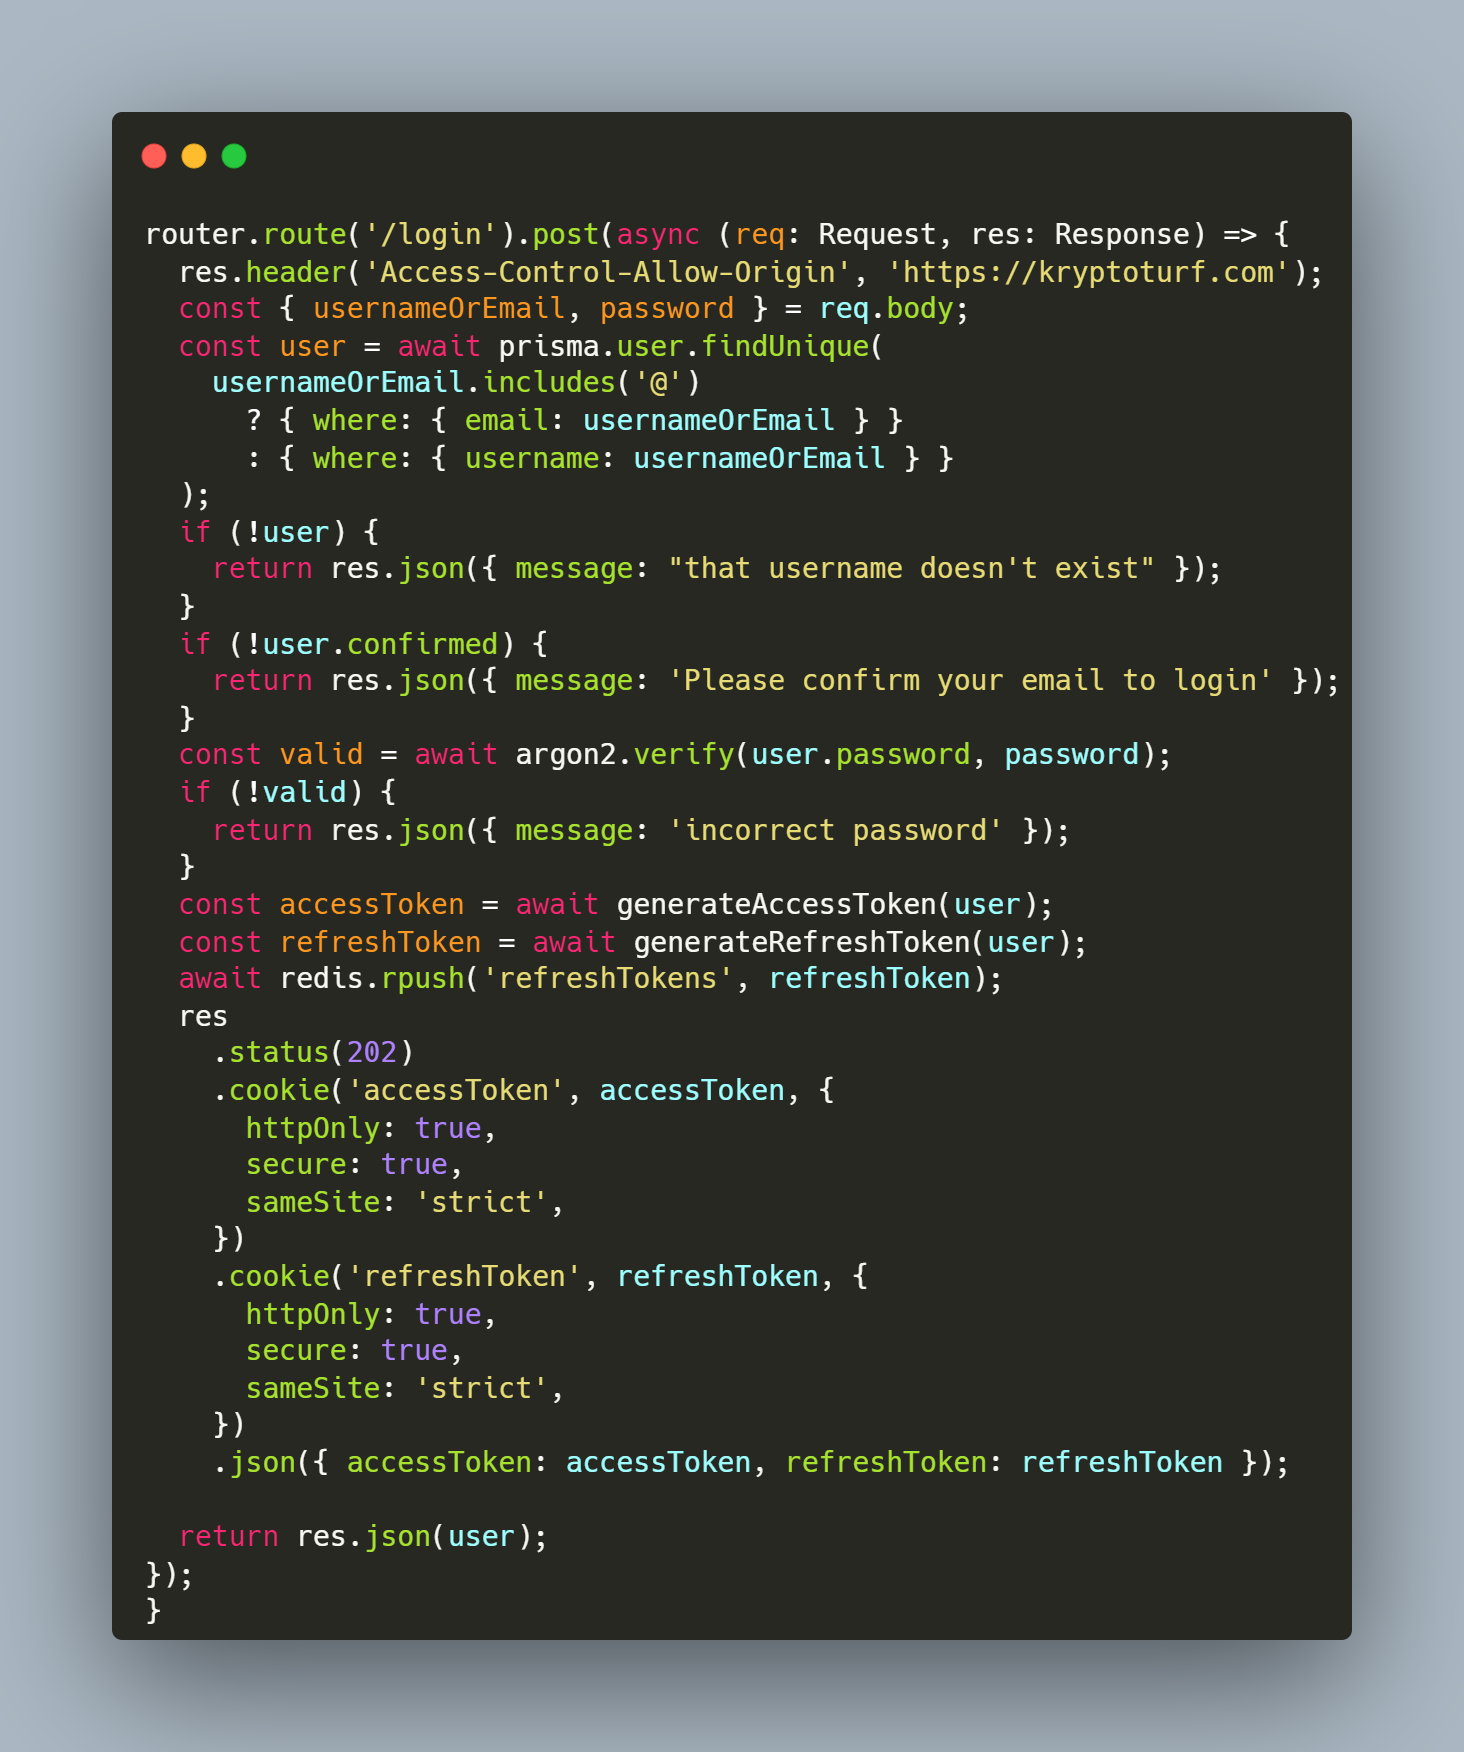 router.route('/login').post(async (req: Request, res: Response) => {
  res.header('Access-Control-Allow-Origin', 'https://kryptoturf.com');
  const { usernameOrEmail, password } = req.body;
  const user = await prisma.user.findUnique(
    usernameOrEmail.includes('@')
      ? { where: { email: usernameOrEmail } }
      : { where: { username: usernameOrEmail } }
  );
  if (!user) {
    return res.json({ message: "that username doesn't exist" });
  }
  if (!user.confirmed) {
    return res.json({ message: 'Please confirm your email to login' });
  }
  const valid = await argon2.verify(user.password, password);
  if (!valid) {
    return res.json({ message: 'incorrect password' });
  }
  const accessToken = await generateAccessToken(user);
  const refreshToken = await generateRefreshToken(user);
  await redis.rpush('refreshTokens', refreshToken);
  res
    .status(202)
    .cookie('accessToken', accessToken, {
      httpOnly: true,
      secure: true,
      sameSite: 'strict',
    })
    .cookie('refreshToken', refreshToken, {
      httpOnly: true,
      secure: true,
      sameSite: 'strict',
    })
    .json({ accessToken: accessToken, refreshToken: refreshToken });

  return res.json(user);
});
}